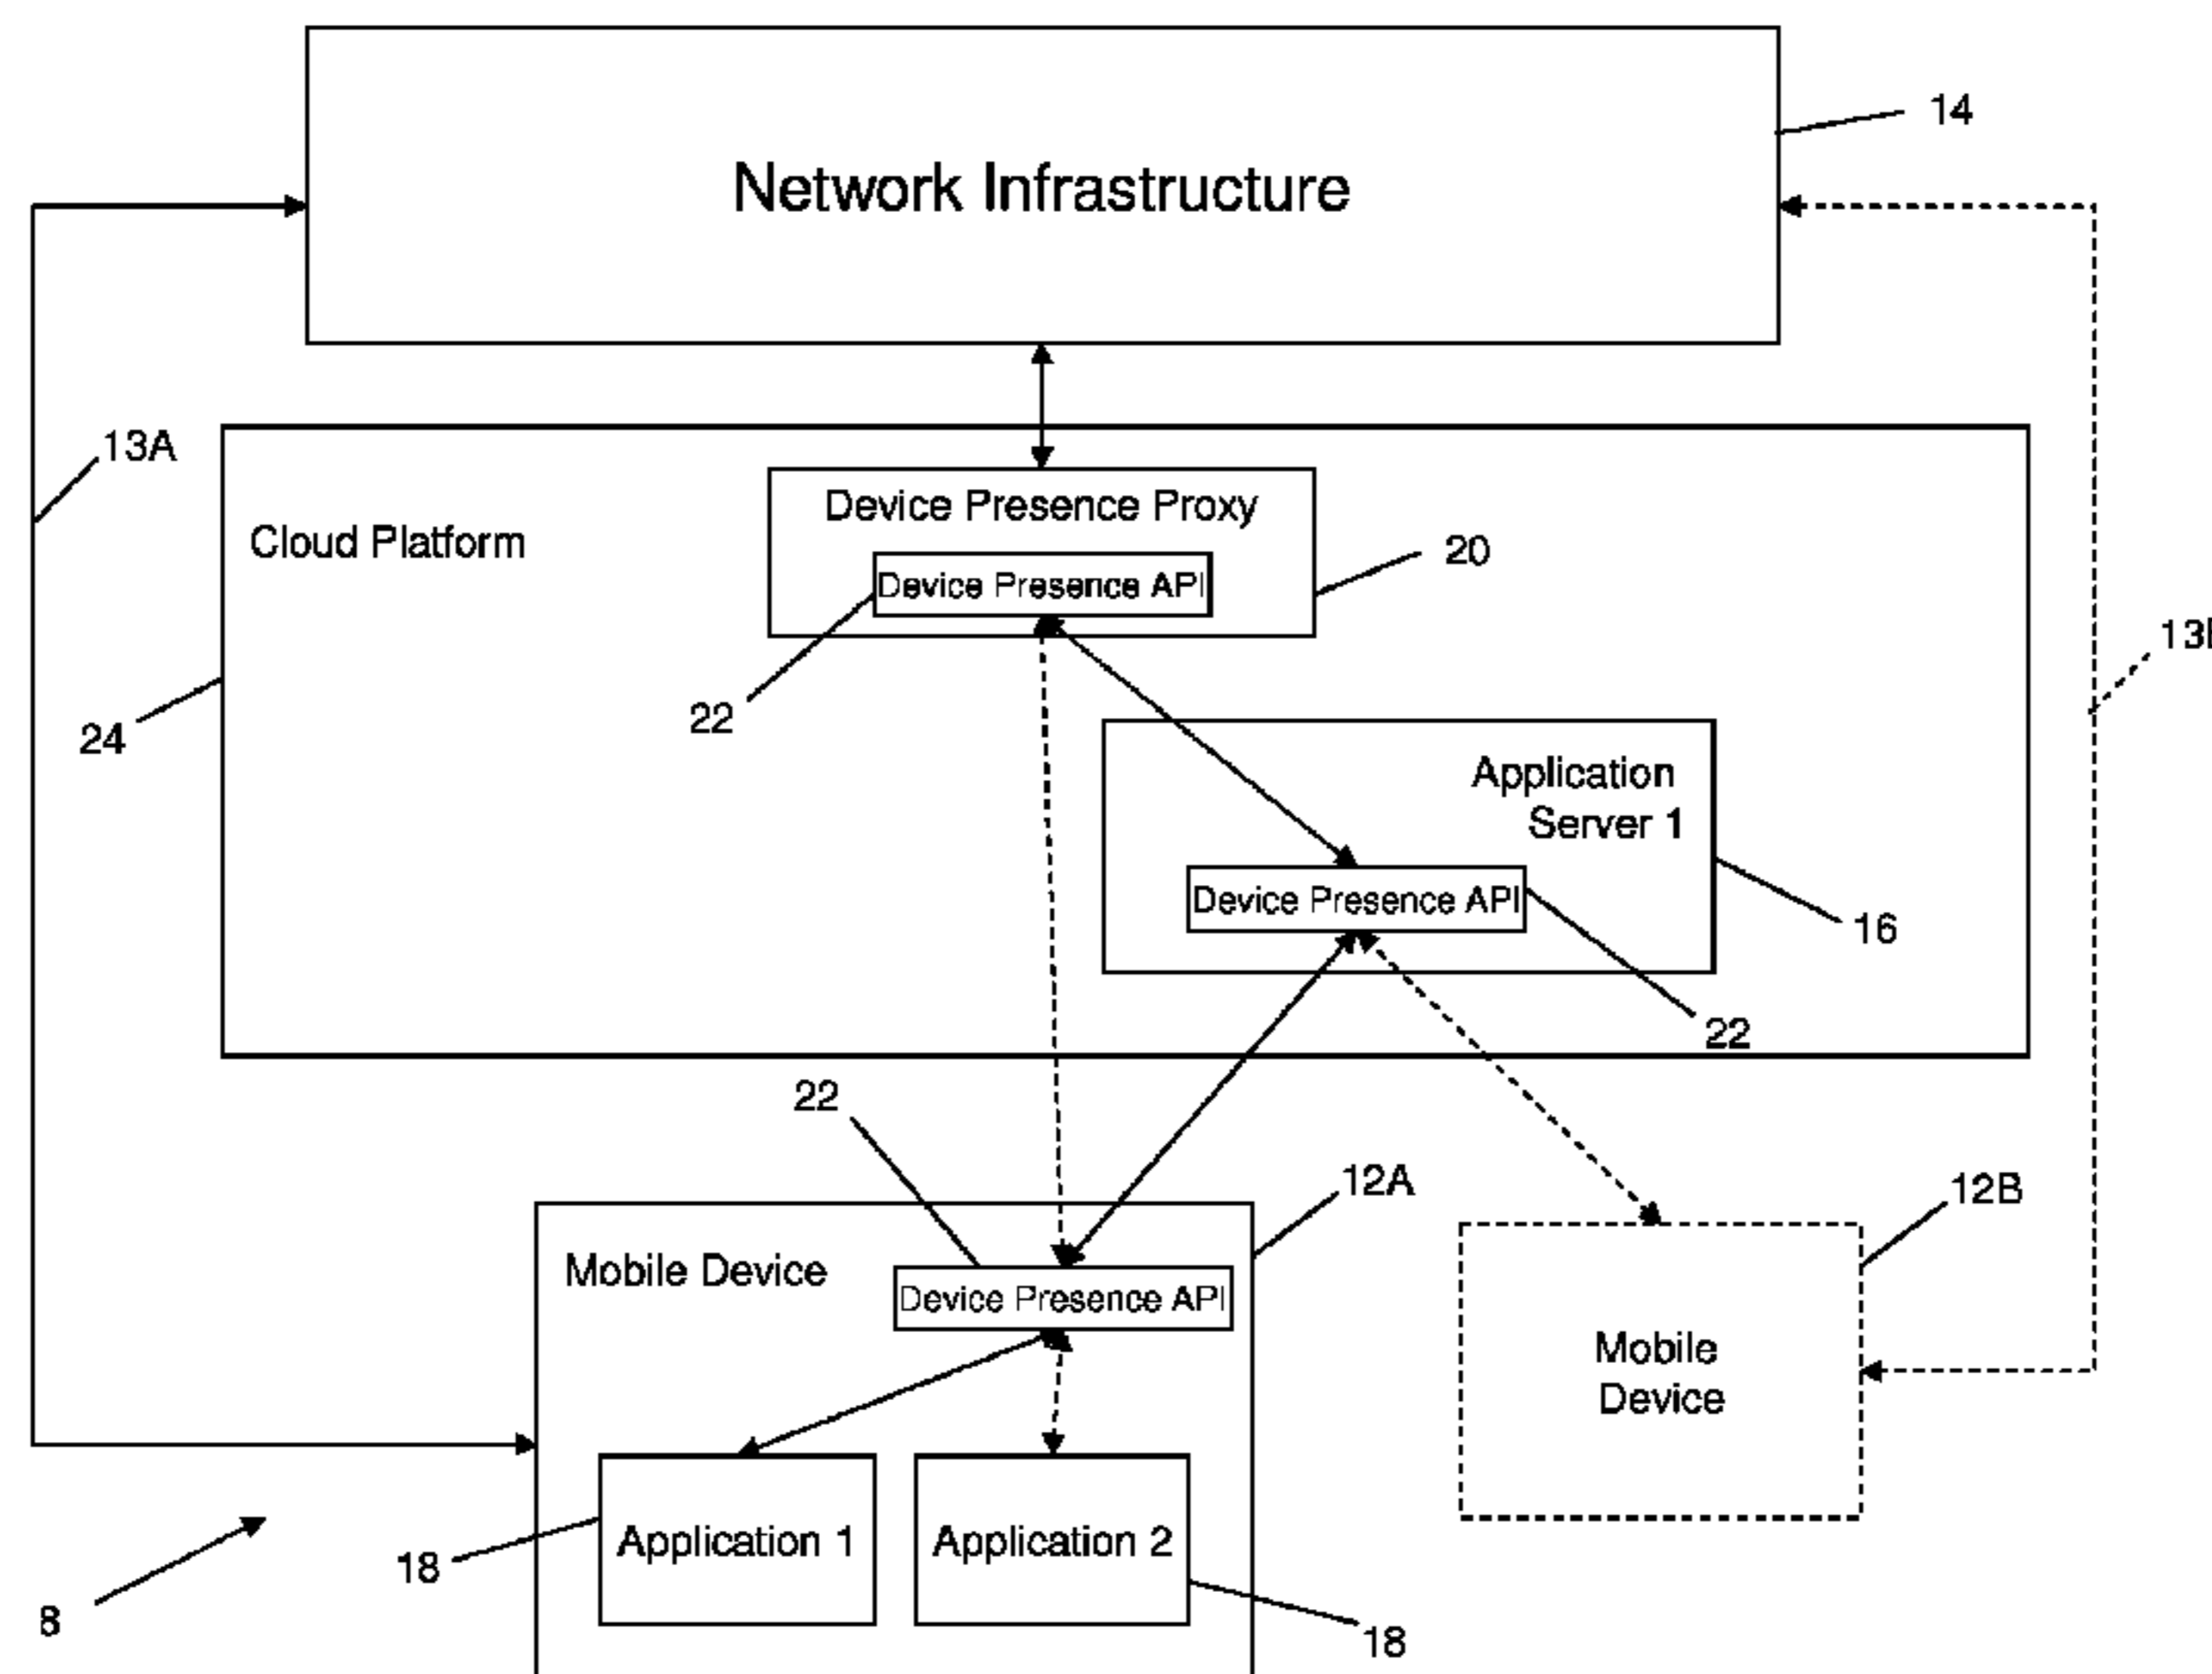 14
Network Infrastructure
13A
Device Presence Proxy
Cloud Platform
20
Device Presence API
22
24
Application
Server 1
Device Presence API
16
22
22
12A
12B
Mobile Device
Device Presence API
Mobile
Device
Application 1
Application 2
18
18
8